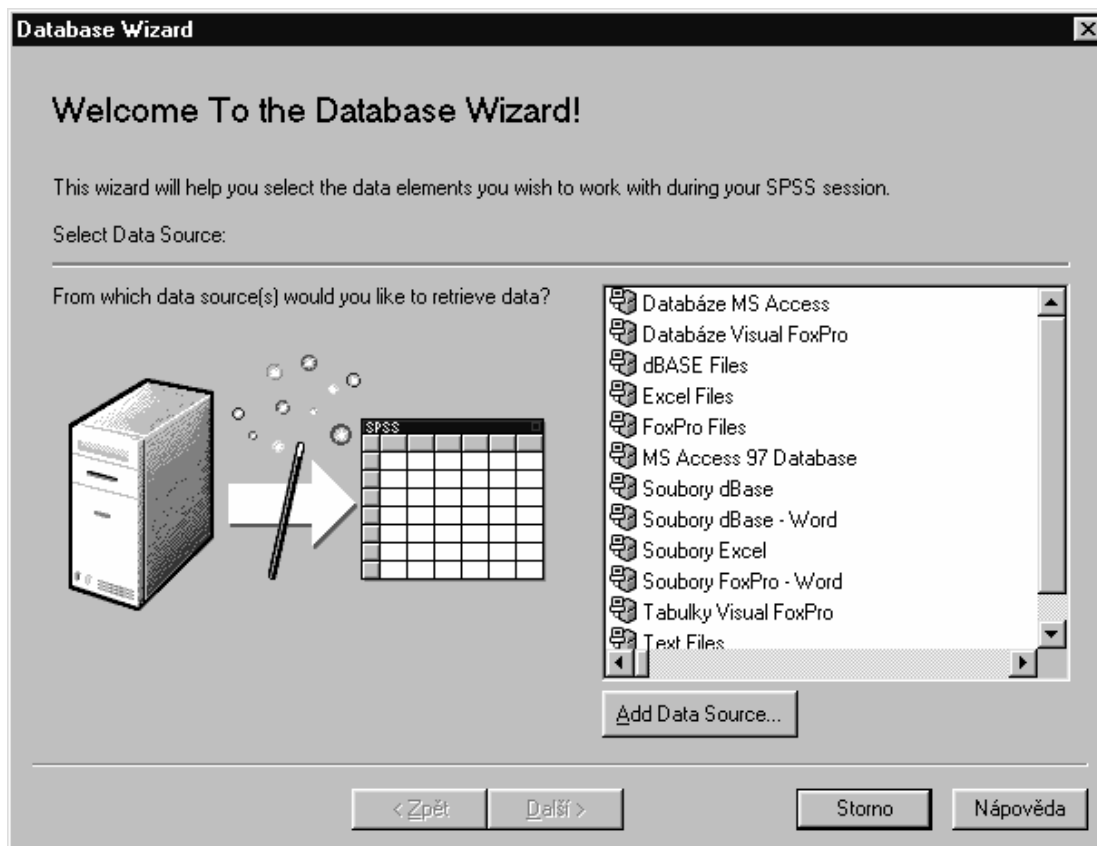 Database Wizard
Welcome To the Database Wizard!
This wizard will help you select the data elements you wish to work with during your SPSS session.
Select Data Source:
From which data source(s) would you like to retrieve data?
SPSS
Databáze MS Access
Databáze Visual FoxPro
dBASE Files
Excel Files
FoxPro Files
MS Access 97 Database
Soubory dBase
Soubory dBase - Word
Soubory Excel
Soubory FoxPro - Word
Tabulky Visual FoxPro
Text Files
Add Data Source...
< Zpět
Další >
Storno
Nápověda